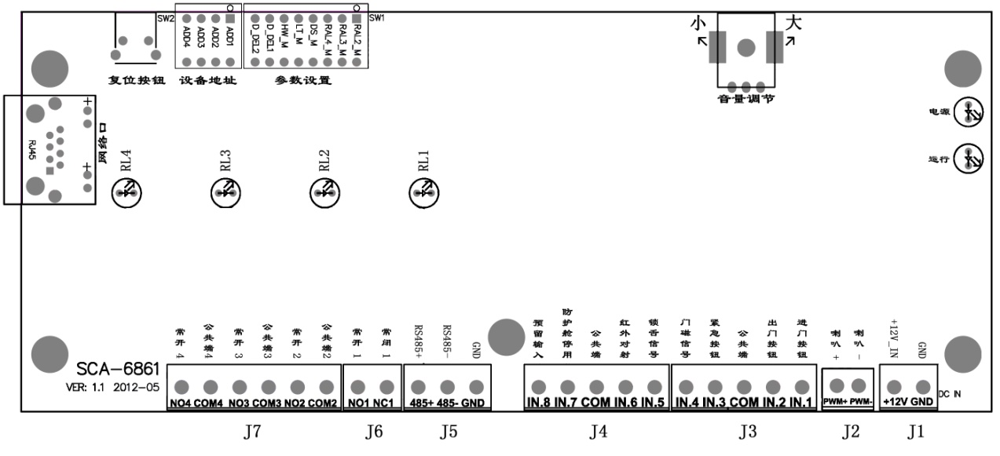 SW2
ADD4 ADD3 ADD2 ADD1
D_DEL2 D_DEL1 HW_M LT_M DS_M RAL4_M RAL3_M RAL2_M
SW1
小 大
复位按钮 设备地址 参数设置
音量调节
电源
运行
RJ45
网络口
RL4 RL3 RL2 RL1
常开 4
公共端4
常开 3
公共端3
常开 2
公共端2
常开 1
常闭 1
RS485+
RS485-
GND
预留输入
防护舱停用
公共端
红外对射
锁舌信号
门磁信号
紧急按钮
公共端
出门按钮
进门按钮
喇叭 +
喇叭 -
+12V_IN
GND
SCA-6861
VER: 1.1 2012-05
NO4 COM4 NO3 COM3 NO2 COM2 NO1 NC1 485+ 485- GND IN.8 IN.7 COM IN.6 IN.5 IN.4 IN.3 COM IN.2 IN.1 PWM+ PWM- +12V GND
DC IN
J7 J6 J5 J4 J3 J2 J1